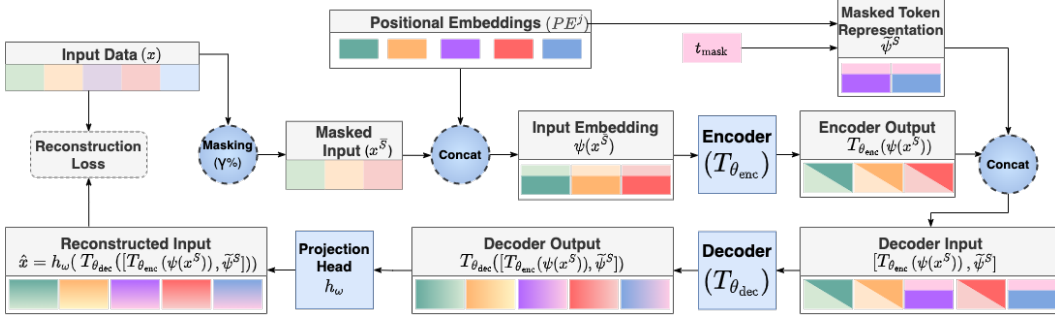 Positional Embeddings (PE^j)
Masked Token
Representation
ψ̃^S
t_mask
Input Data (x)
Reconstruction
Loss
Masking
(γ%)
Masked
Input (x^S̄)
Concat
Input Embedding
ψ(x^S̄)
Encoder
(T_θenc)
Encoder Output
T_θenc(ψ(x^S̄))
Concat
Reconstructed Input
x̂ = h_ω( T_θdec([T_θenc(ψ(x^S̄)), ψ̃^S]))
Projection
Head
h_ω
Decoder Output
T_θdec([T_θenc(ψ(x^S̄)), ψ̃^S])
Decoder
(T_θdec)
Decoder Input
[T_θenc(ψ(x^S̄)), ψ̃^S]